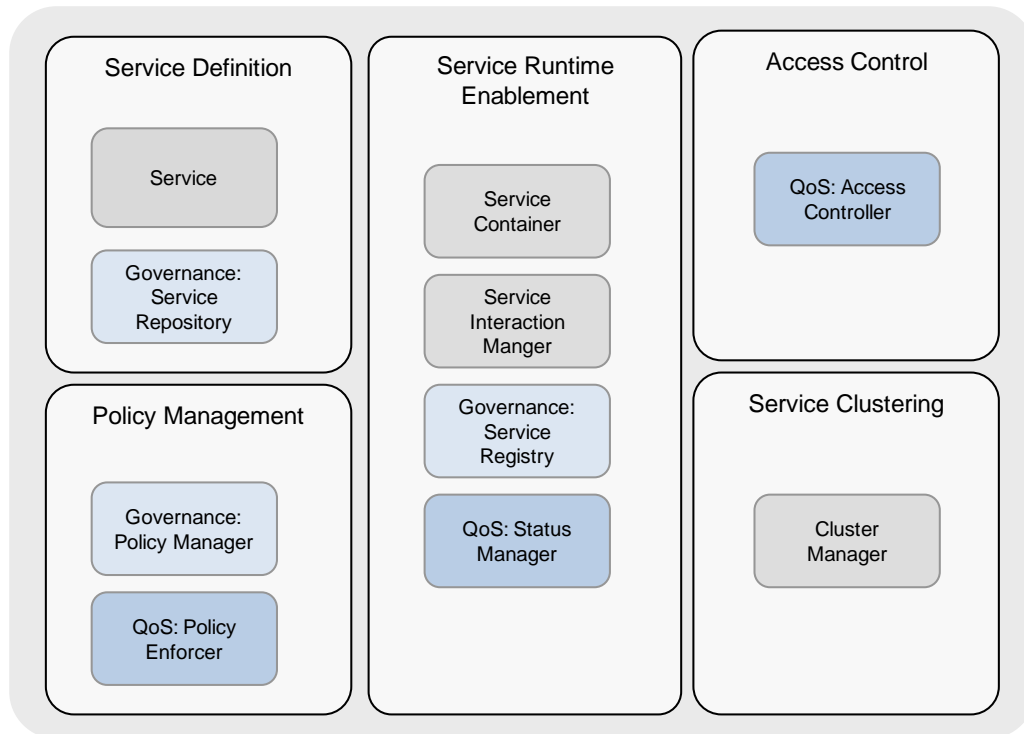 Service Definition
Service
Governance:
Service
Repository
Policy Management
Governance:
Policy Manager
QoS: Policy
Enforcer
Service Runtime
Enablement
Service
Container
Service
Interaction
Manger
Governance:
Service
Registry
QoS: Status
Manager
Access Control
QoS: Access
Controller
Service Clustering
Cluster
Manager